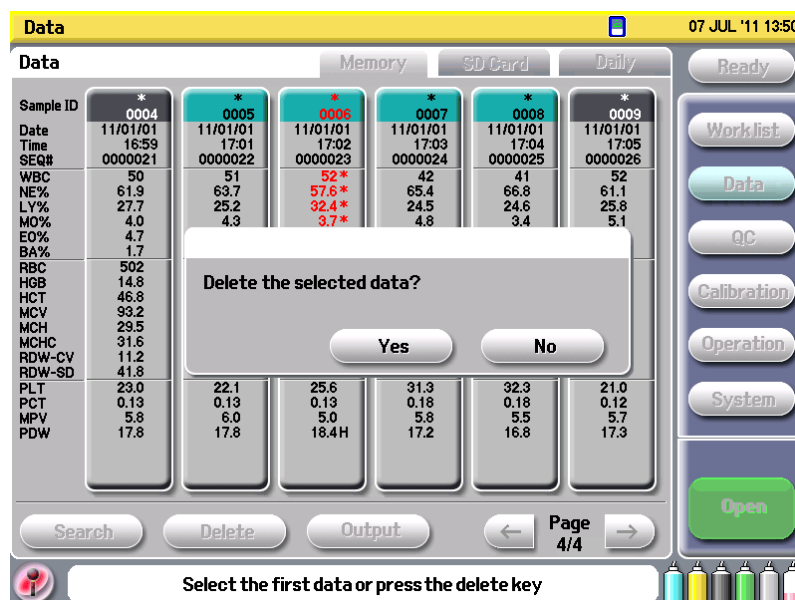 Data 07 JUL '11 13:50
Data Memory SD Card Daily Ready
Sample ID * 0004 * 0005 * 0006 * 0007 * 0008 * 0009
Date 11/01/01 11/01/01 11/01/01 11/01/01 11/01/01 11/01/01
Time 16:59 17:01 17:02 17:03 17:04 17:05
SEQ# 0000021 0000022 0000023 0000024 0000025 0000026
WBC 50 51 52* 42 41 52
NE% 61.9 63.7 57.6* 65.4 66.8 61.1
LY% 27.7 25.2 32.4* 24.5 24.6 25.8
MO% 4.0 4.3 3.7* 4.8 3.4 5.1
EO% 4.7
BA% 1.7
RBC 502
HGB 14.8
HCT 46.8
MCV 93.2
MCH 29.5
MCHC 31.6
RDW-CV 11.2
RDW-SD 41.8
Delete the selected data?
Yes No
PLT 23.0 22.1 25.6 31.3 32.3 21.0
PCT 0.13 0.13 0.13 0.18 0.18 0.12
MPV 5.8 6.0 5.0 5.8 5.5 5.7
PDW 17.8 17.8 18.4H 17.2 16.8 17.3
Search Delete Output ← Page 4/4 →
Worklist
Data
QC
Calibration
Operation
System
Open
Select the first data or press the delete key